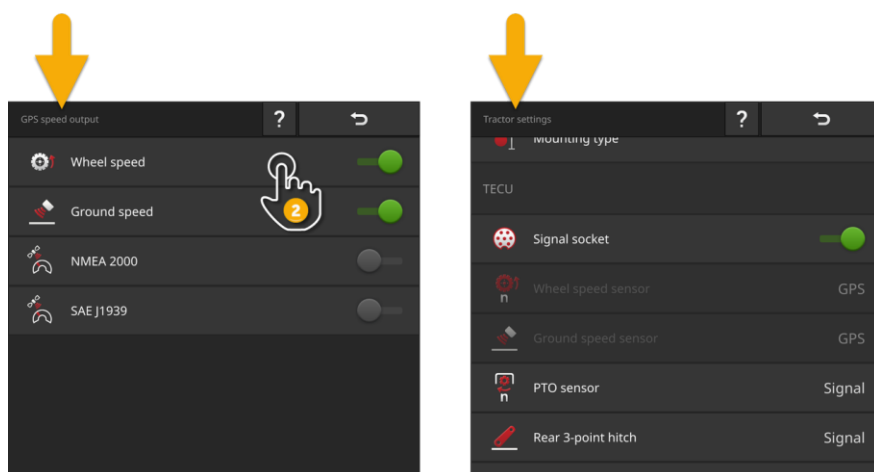 GPS speed output
?
Wheel speed
2
Ground speed
NMEA 2000
SAE J1939
Tractor settings
?
Mounting type
TECU
Signal socket
n
Wheel speed sensor GPS
Ground speed sensor GPS
n
PTO sensor Signal
Rear 3-point hitch Signal